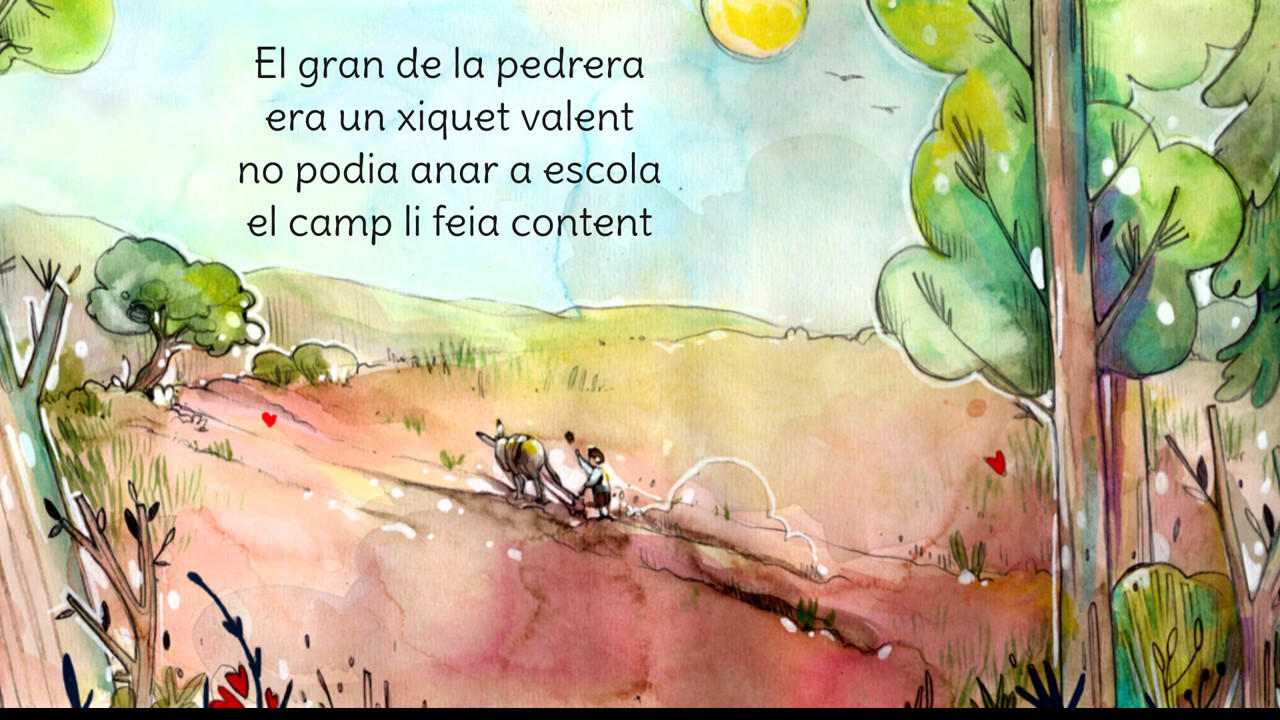 El gran de la pedrera
era un xiquet valent
no podia anar a escola
el camp li feia content